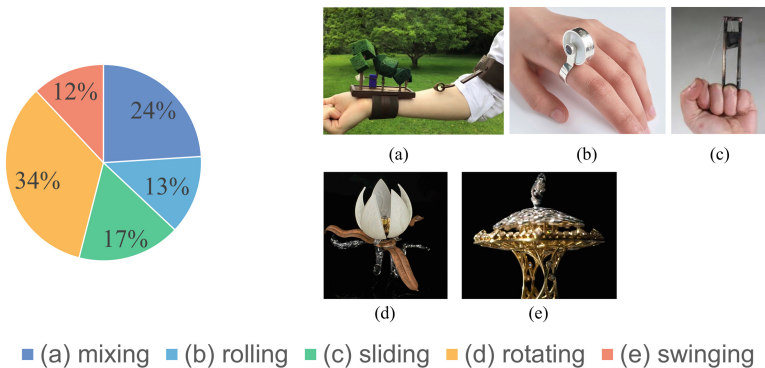 12%
24%
34%
13%
17%
(a)
(b)
(c)
(d)
(e)
(a) mixing
(b) rolling
(c) sliding
(d) rotating
(e) swinging